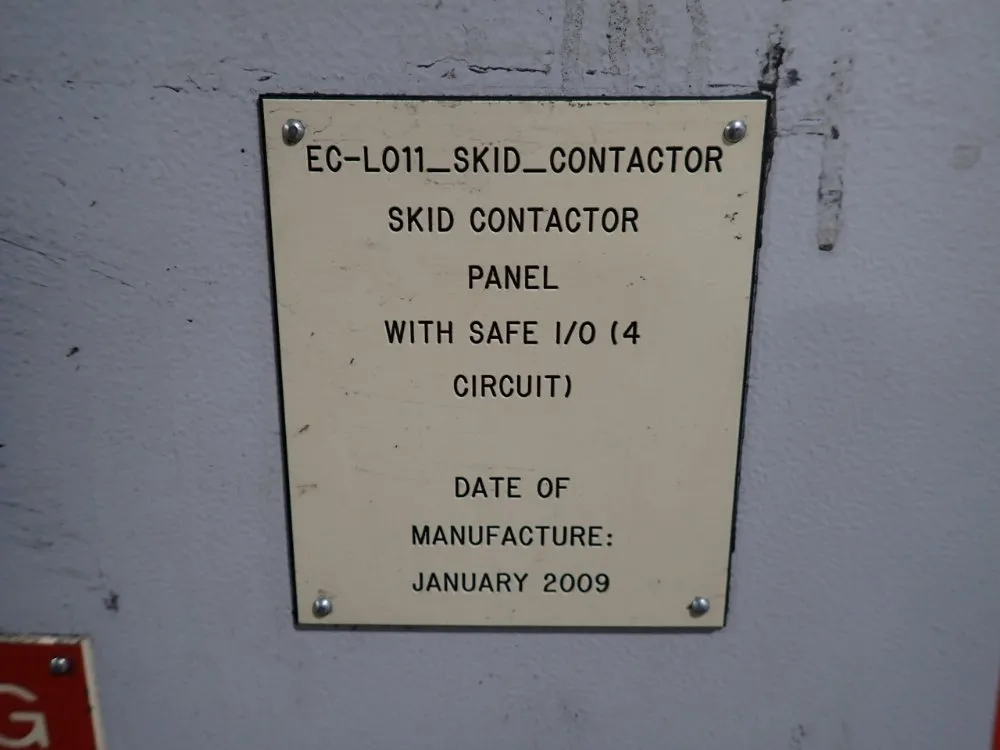 EC-L011_SKID_CONTACTOR
SKID CONTACTOR
PANEL
WITH SAFE I/O (4
CIRCUIT)
DATE OF
MANUFACTURE:
JANUARY 2009
G